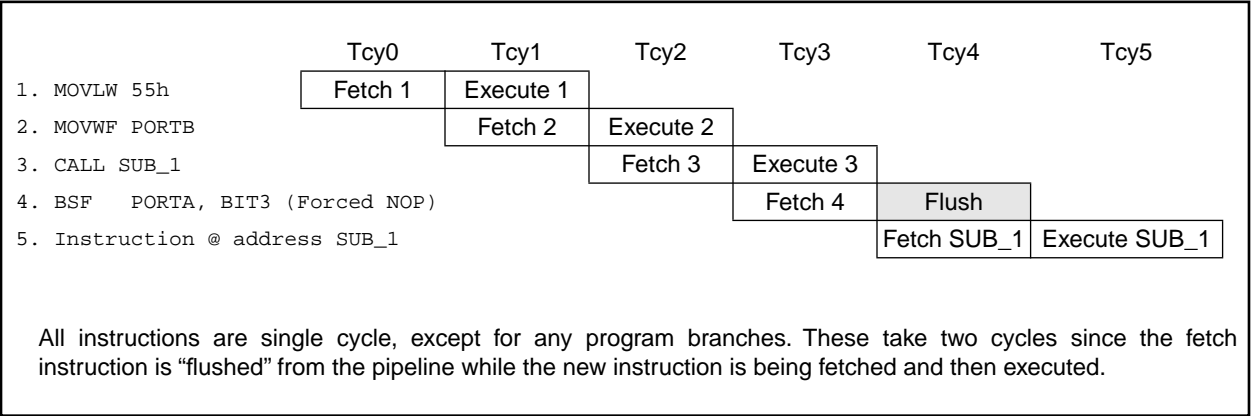 Tcy0 Tcy1 Tcy2 Tcy3 Tcy4 Tcy5
1. MOVLW 55h Fetch 1 Execute 1
2. MOVWF PORTB Fetch 2 Execute 2
3. CALL SUB_1 Fetch 3 Execute 3
4. BSF PORTA, BIT3 (Forced NOP) Fetch 4 Flush
5. Instruction @ address SUB_1 Fetch SUB_1 Execute SUB_1
All instructions are single cycle, except for any program branches. These take two cycles since the fetch
instruction is “flushed” from the pipeline while the new instruction is being fetched and then executed.